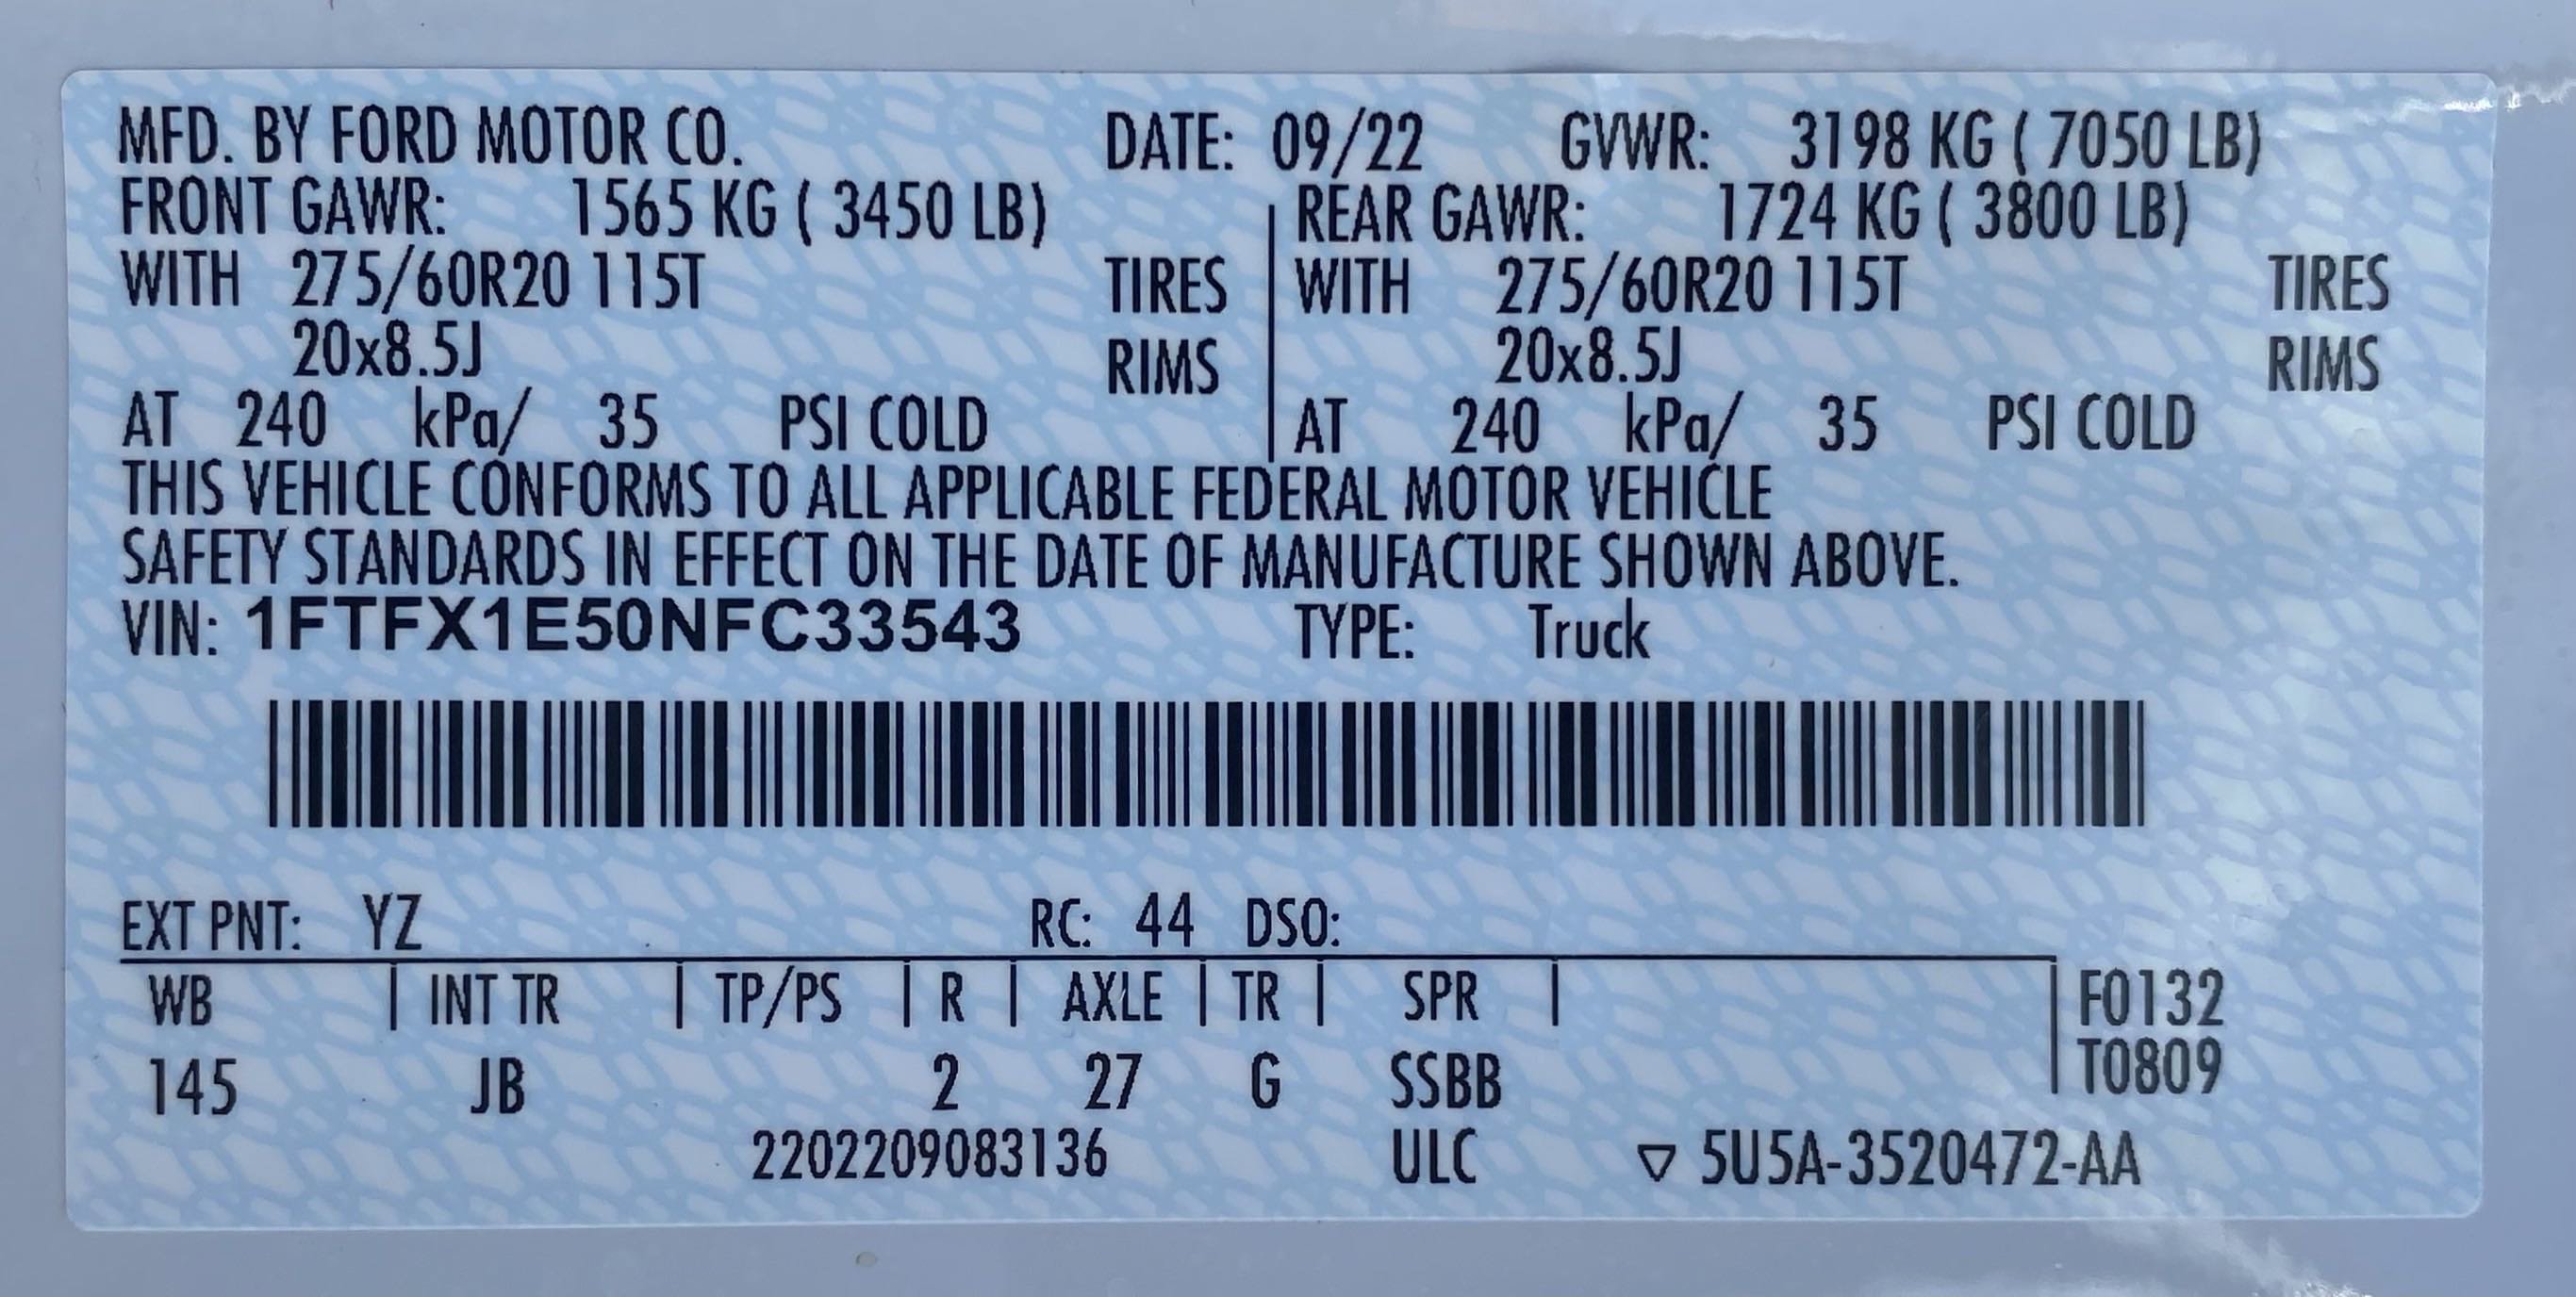 MFD. BY FORD MOTOR CO. DATE: 09/22 GVWR: 3198 KG ( 7050 LB)
FRONT GAWR: 1565 KG ( 3450 LB) REAR GAWR: 1724 KG ( 3800 LB)
WITH 275/60R20 115T TIRES WITH 275/60R20 115T TIRES
20x8.5J RIMS 20x8.5J RIMS
AT 240 kPa/ 35 PSI COLD AT 240 kPa/ 35 PSI COLD
THIS VEHICLE CONFORMS TO ALL APPLICABLE FEDERAL MOTOR VEHICLE
SAFETY STANDARDS IN EFFECT ON THE DATE OF MANUFACTURE SHOWN ABOVE.
VIN: 1FTFX1E50NFC33543 TYPE: Truck
EXT PNT: YZ RC: 44 DSO:
WB INT TR TP/PS R AXLE TR SPR F0132
145 JB 2 27 G SSBB T0809
2202209083136 ULC ▽ 5U5A-3520472-AA